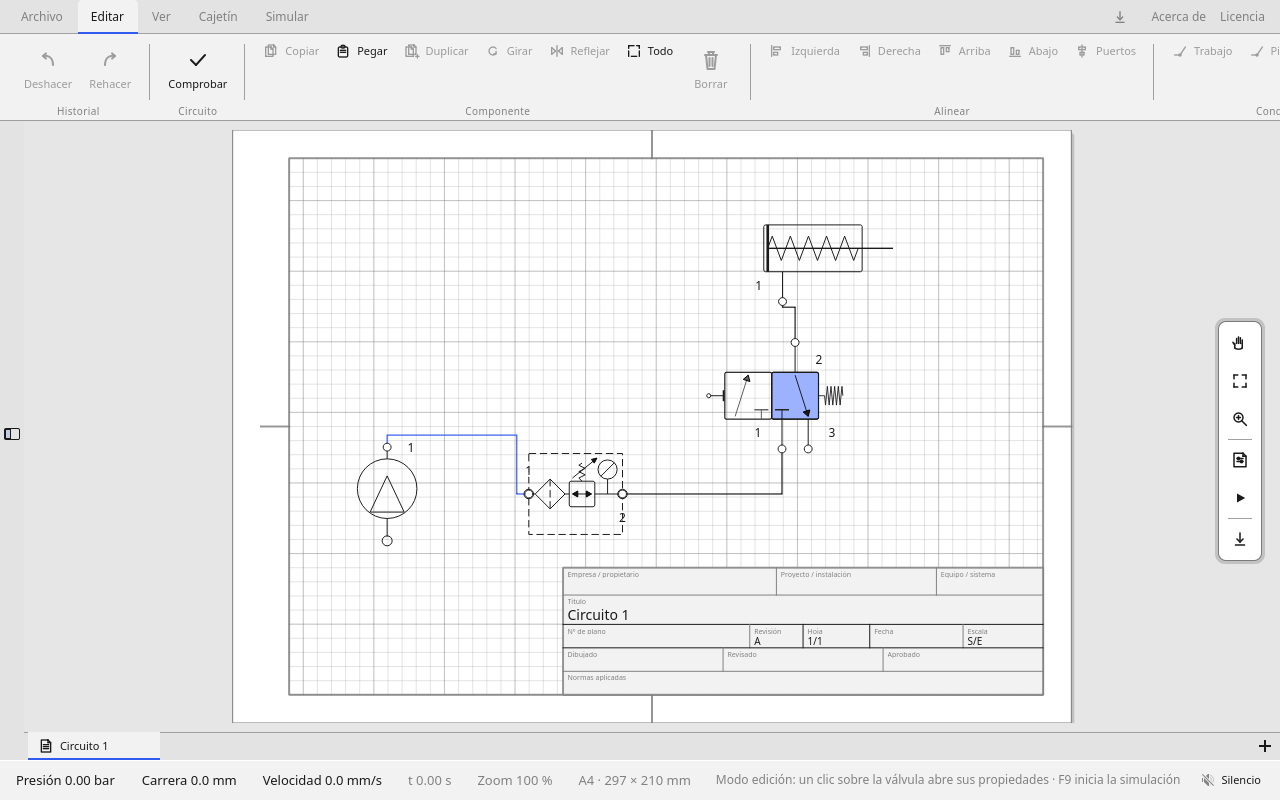 Archivo Editar Ver Cajetín Simular Acerca de Licencia
Deshacer Rehacer Comprobar Copiar Pegar Duplicar Girar Reflejar Todo Borrar Izquierda Derecha Arriba Abajo Puertos Trabajo
Historial Circuito Componente Alinear
1
2
1 3
1
1
2
Empresa / propietario Proyecto / instalación Equipo / sistema
Título
Circuito 1
Nº de plano Revisión Hoja Fecha Escala
A 1/1 S/E
Dibujado Revisado Aprobado
Normas aplicadas
Circuito 1
Presión 0.00 bar Carrera 0.0 mm Velocidad 0.0 mm/s t 0.00 s Zoom 100 % A4 · 297 × 210 mm Modo edición: un clic sobre la válvula abre sus propiedades · F9 inicia la simulación Silencio